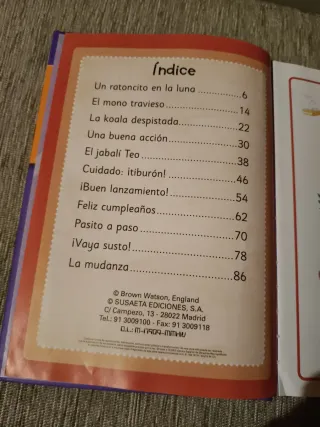 Índice
Un ratoncito en la luna ........6
El mono travieso ........14
La koala despistada ........22
Una buena acción ........30
El jabalí Teo ........38
Cuidado: ¡tiburón! ........46
¡Buen lanzamiento! ........54
Feliz cumpleaños ........62
Pasito a paso ........70
¡Vaya susto! ........78
La mudanza ........86
© Brown Watson, England
© SUSAETA EDICIONES, S.A.
C/ Campezo, 13 - 28022 Madrid
Tel.: 91 3009100 - Fax: 91 3009118